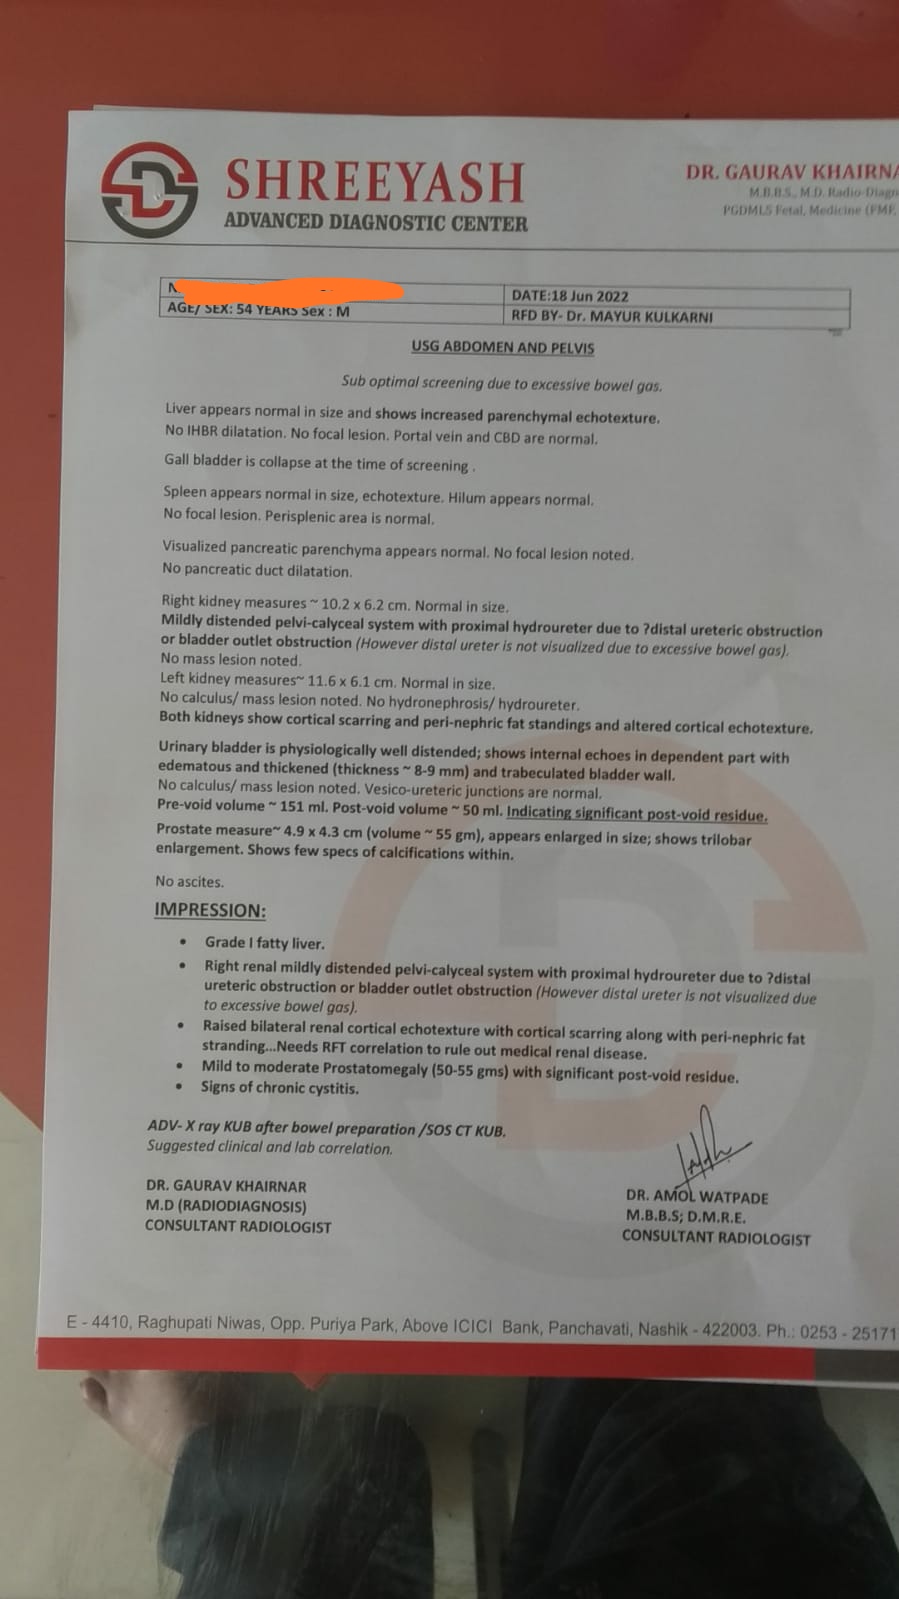 SHREEYASH
ADVANCED DIAGNOSTIC CENTER
DR. GAURAV KHAIRNA
M.B.B.S., M.D. Radio-Diagn
PGDMLS Fetal, Medicine (FMF,
DATE:18 Jun 2022
AGE/ SEX: 54 YEARS Sex : M
RFD BY- Dr. MAYUR KULKARNI
USG ABDOMEN AND PELVIS
Sub optimal screening due to excessive bowel gas.
Liver appears normal in size and shows increased parenchymal echotexture.
No IHBR dilatation. No focal lesion. Portal vein and CBD are normal.
Gall bladder is collapse at the time of screening .
Spleen appears normal in size, echotexture. Hilum appears normal.
No focal lesion. Perisplenic area is normal.
Visualized pancreatic parenchyma appears normal. No focal lesion noted.
No pancreatic duct dilatation.
Right kidney measures ~ 10.2 x 6.2 cm. Normal in size.
Mildly distended pelvi-calyceal system with proximal hydroureter due to ?distal ureteric obstruction
or bladder outlet obstruction (However distal ureter is not visualized due to excessive bowel gas).
No mass lesion noted.
Left kidney measures~ 11.6 x 6.1 cm. Normal in size.
No calculus/ mass lesion noted. No hydronephrosis/ hydroureter.
Both kidneys show cortical scarring and peri-nephric fat standings and altered cortical echotexture.
Urinary bladder is physiologically well distended; shows internal echoes in dependent part with
edematous and thickened (thickness ~ 8-9 mm) and trabeculated bladder wall.
No calculus/ mass lesion noted. Vesico-ureteric junctions are normal.
Pre-void volume ~ 151 ml. Post-void volume ~ 50 ml. Indicating significant post-void residue.
Prostate measure~ 4.9 x 4.3 cm (volume ~ 55 gm), appears enlarged in size; shows trilobar
enlargement. Shows few specs of calcifications within.
No ascites.
IMPRESSION:
• Grade I fatty liver.
• Right renal mildly distended pelvi-calyceal system with proximal hydroureter due to ?distal
ureteric obstruction or bladder outlet obstruction (However distal ureter is not visualized due
to excessive bowel gas).
• Raised bilateral renal cortical echotexture with cortical scarring along with peri-nephric fat
stranding...Needs RFT correlation to rule out medical renal disease.
• Mild to moderate Prostatomegaly (50-55 gms) with significant post-void residue.
• Signs of chronic cystitis.
ADV- X ray KUB after bowel preparation /SOS CT KUB.
Suggested clinical and lab correlation.
DR. GAURAV KHAIRNAR
M.D (RADIODIAGNOSIS)
CONSULTANT RADIOLOGIST
DR. AMOL WATPADE
M.B.B.S; D.M.R.E.
CONSULTANT RADIOLOGIST
E - 4410, Raghupati Niwas, Opp. Puriya Park, Above ICICI Bank, Panchavati, Nashik - 422003. Ph.: 0253 - 25171